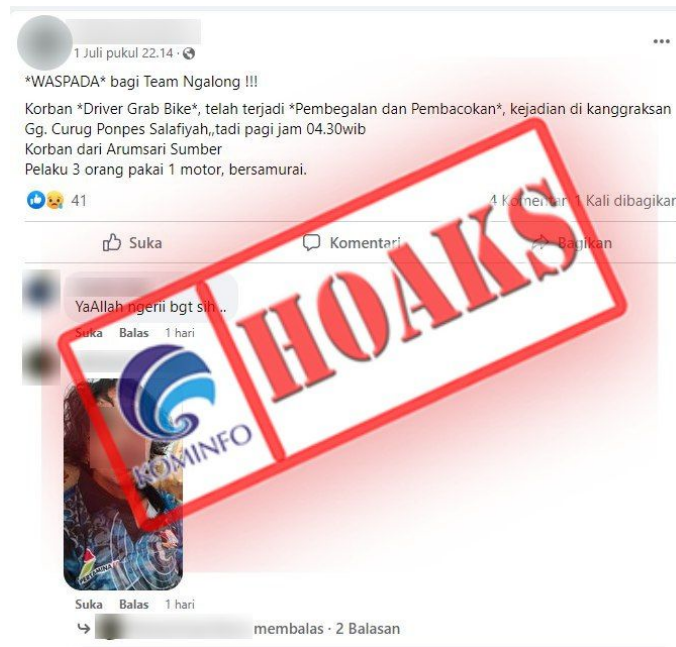 1 Juli pukul 22.14 ·
*WASPADA* bagi Team Ngalong !!!
Korban *Driver Grab Bike*, telah terjadi *Pembegalan dan Pembacokan*, kejadian di kanggraksan
Gg. Curug Ponpes Salafiyah,,tadi pagi jam 04.30wib
Korban dari Arumsari Sumber
Pelaku 3 orang pakai 1 motor, bersamurai.
41
4 Komentar 1 Kali dibagikan
Suka Komentari Bagikan
YaAllah ngerii bgt sih ..
Suka Balas 1 hari
HOAKS
KOMINFO
PERTAMINA
Suka Balas 1 hari
membalas · 2 Balasan